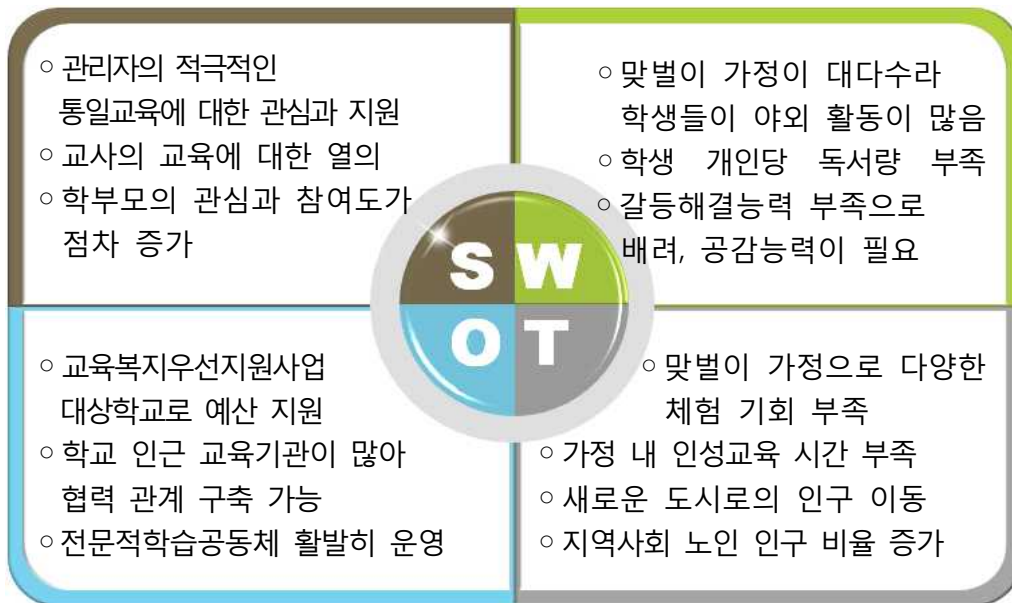 ○ 관리자의 적극적인
통일교육에 대한 관심과 지원
○ 교사의 교육에 대한 열의
○ 학부모의 관심과 참여도가
점차 증가
○ 맞벌이 가정이 대다수라
학생들이 야외 활동이 많음
○ 학생 개인당 독서량 부족
○ 갈등해결능력 부족으로
배려, 공감능력이 필요
S W
O T
○ 교육복지우선지원사업
대상학교로 예산 지원
○ 학교 인근 교육기관이 많아
협력 관계 구축 가능
○ 전문적학습공동체 활발히 운영
○ 맞벌이 가정으로 다양한
체험 기회 부족
○ 가정 내 인성교육 시간 부족
○ 새로운 도시로의 인구 이동
○ 지역사회 노인 인구 비율 증가